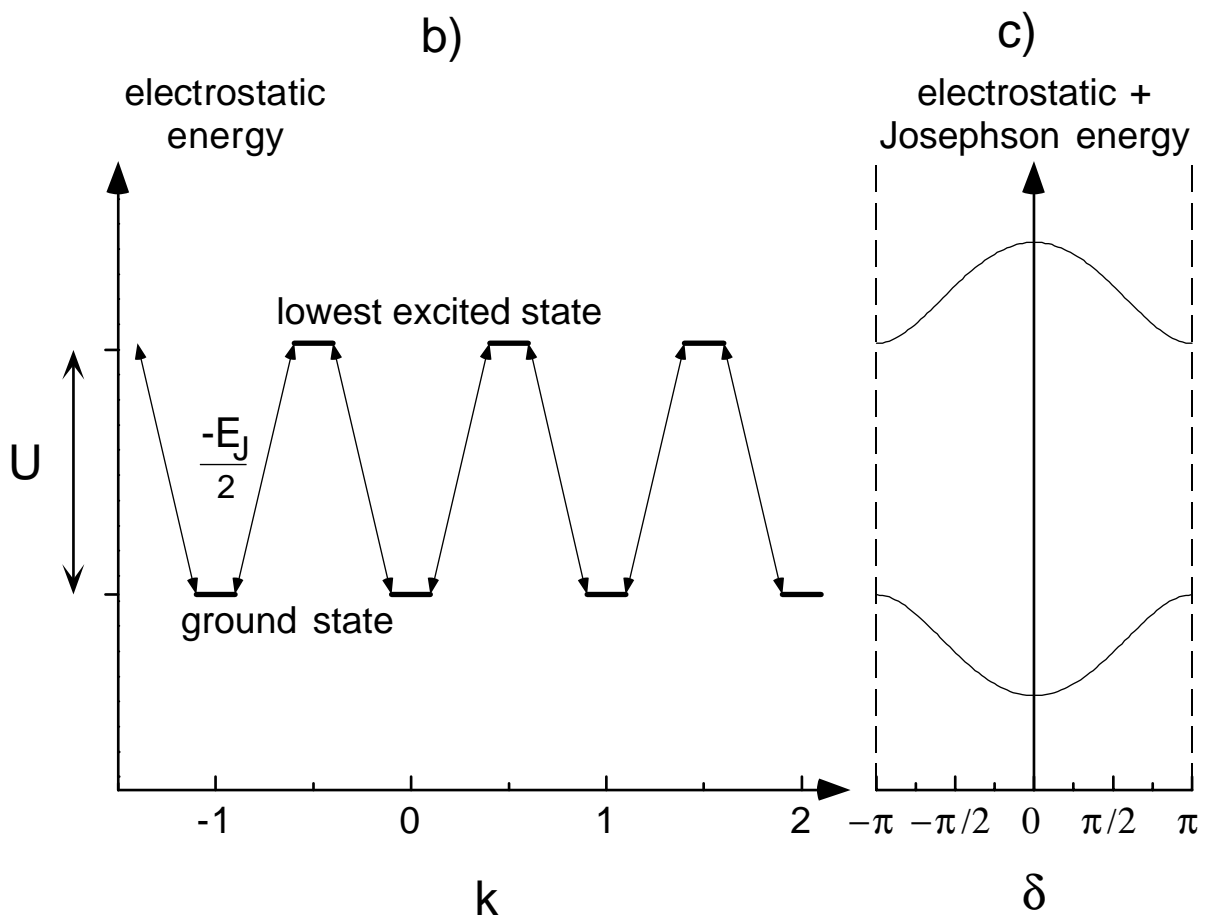 b)
electrostatic
energy
lowest excited state
U
-E_J
2
ground state
-1 0 1 2
k
c)
electrostatic +
Josephson energy
−π −π/2 0 π/2 π
δ